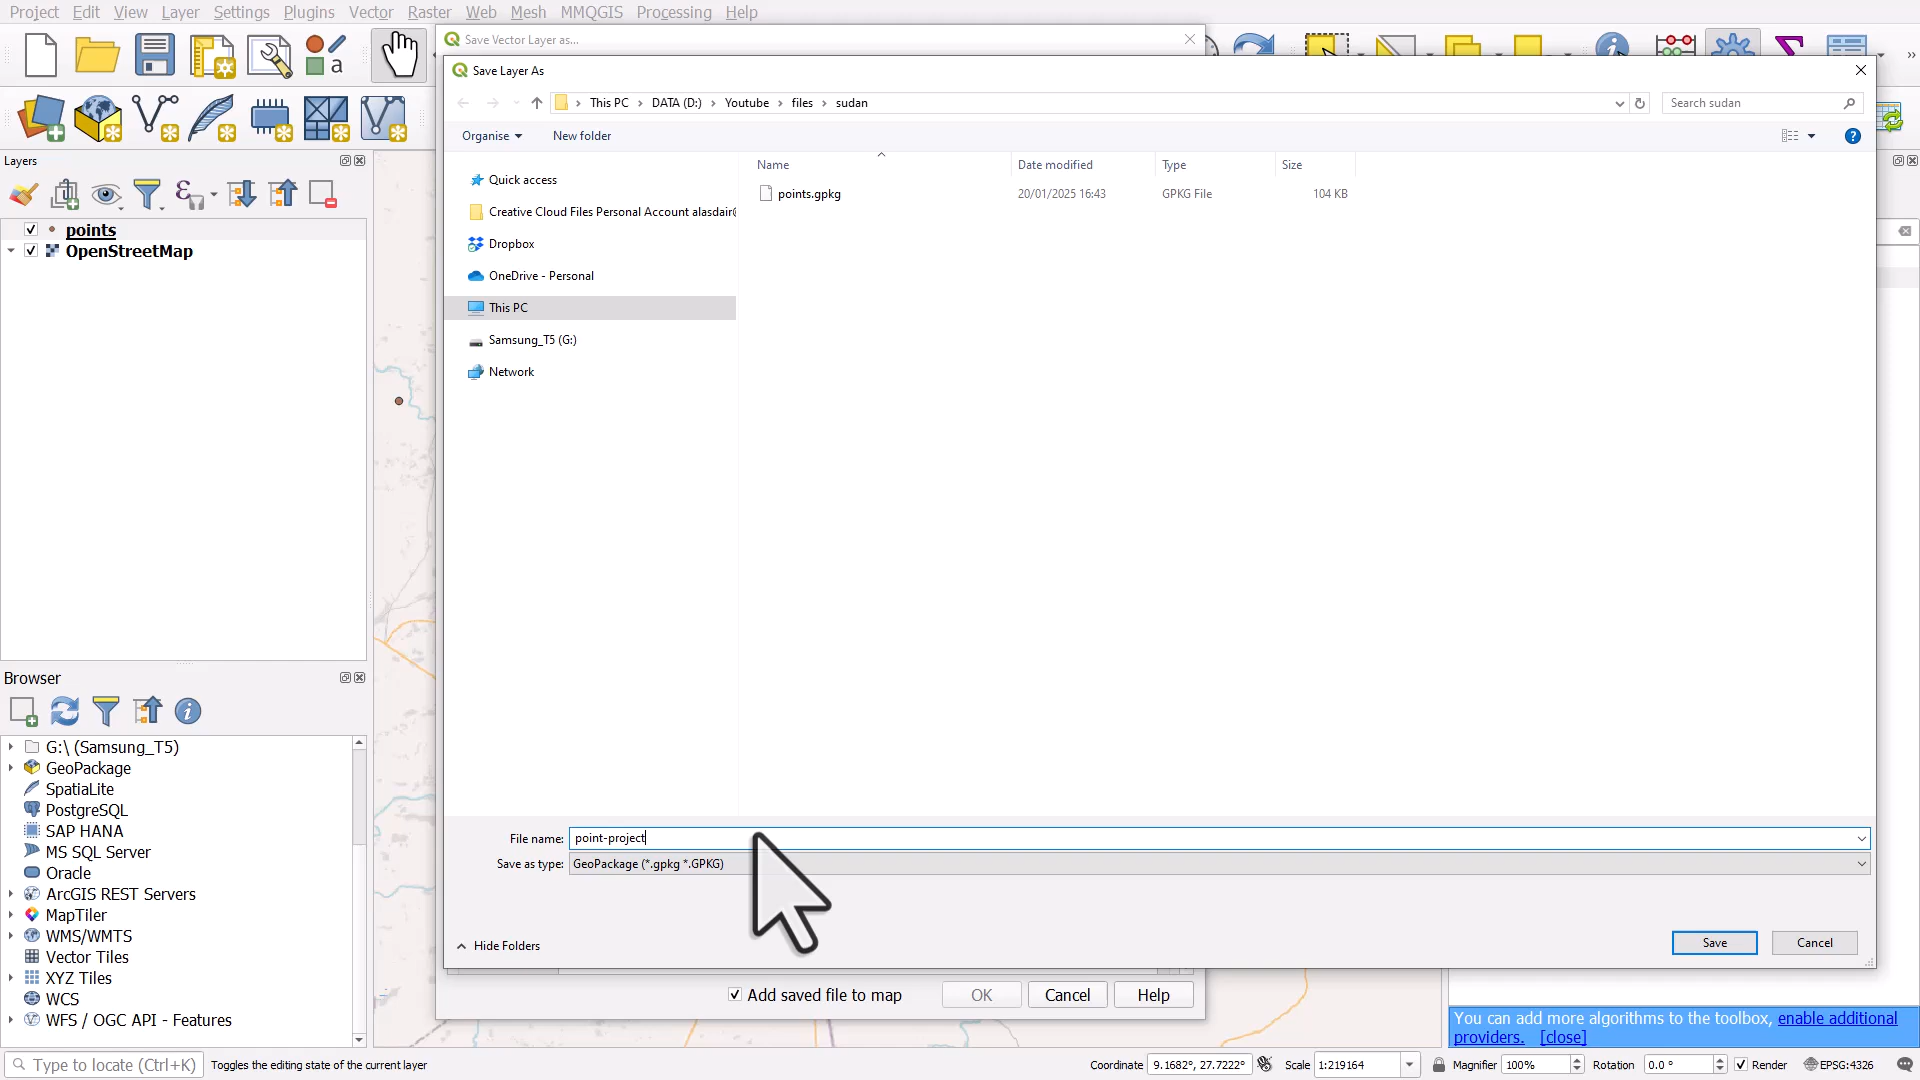 Project Edit View Layer Settings Plugins Vector Raster Web Mesh MMQGIS Processing Help
Save Vector Layer as...
Save Layer As
This PC › DATA (D:) › Youtube › files › sudan
Search sudan
Organise
New folder
Layers
points
OpenStreetMap
Quick access
Creative Cloud Files Personal Account alasdair@
Dropbox
OneDrive - Personal
This PC
Samsung_T5 (G:)
Network
Name Date modified Type Size
points.gpkg 20/01/2025 16:43 GPKG File 104 KB
Browser
G:\ (Samsung_T5)
GeoPackage
SpatiaLite
PostgreSQL
SAP HANA
MS SQL Server
Oracle
ArcGIS REST Servers
MapTiler
WMS/WMTS
Vector Tiles
XYZ Tiles
WCS
WFS / OGC API - Features
File name: point-project
Save as type: GeoPackage (*.gpkg *.GPKG)
Hide Folders
Save
Cancel
Add saved file to map
OK
Cancel
Help
You can add more algorithms to the toolbox, enable additional
providers. [close]
Type to locate (Ctrl+K)
Toggles the editing state of the current layer
Coordinate 9.1682°, 27.7222°
Scale 1:219164
Magnifier 100%
Rotation 0.0 °
Render
EPSG:4326